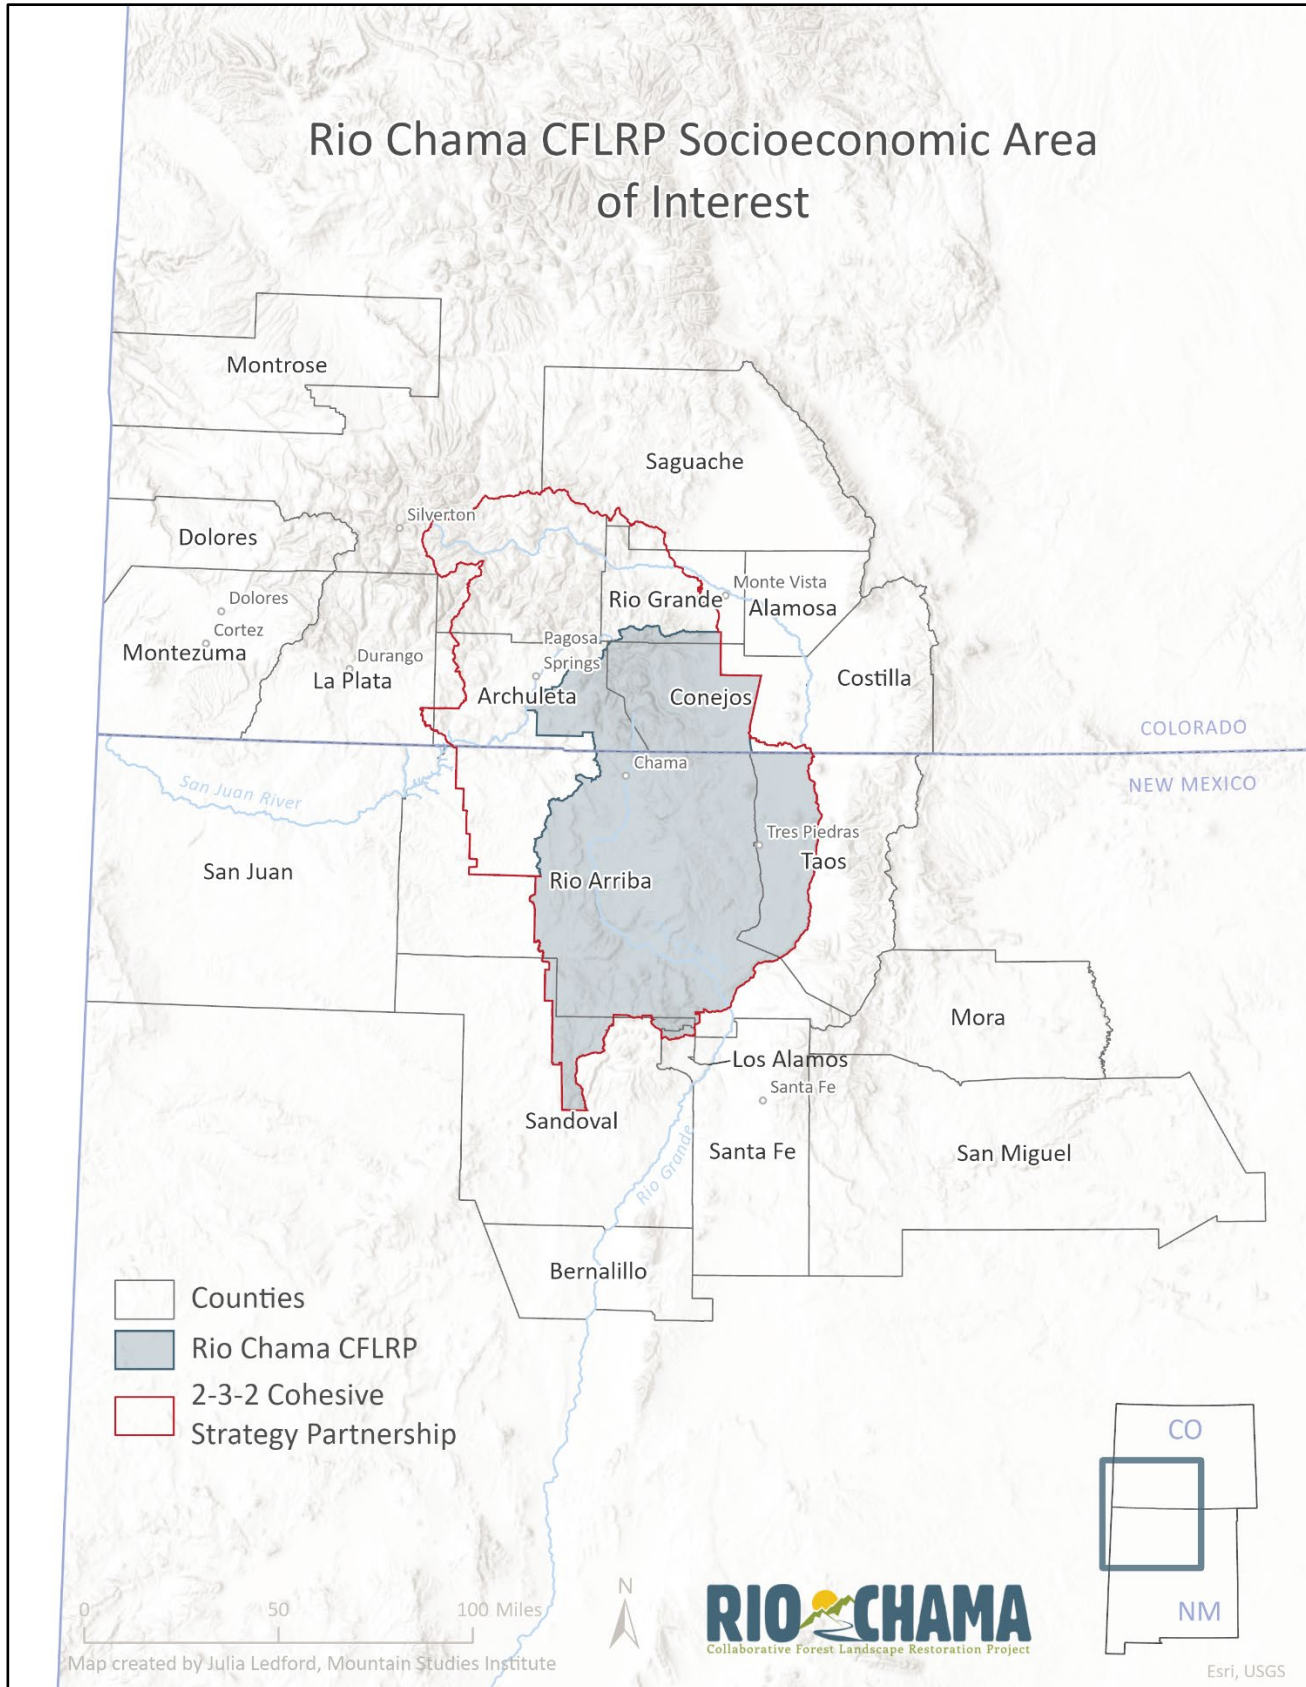 Rio Chama CFLRP Socioeconomic Area
of Interest
Montrose
Saguache
Silverton
Dolores
Monte Vista
Rio Grande
Alamosa
Dolores
Cortez
Montezuma
Durango
La Plata
Pagosa
Springs
Archuleta
Conejos
Costilla
COLORADO
NEW MEXICO
San Juan River
Chama
Tres Piedras
Taos
San Juan
Rio Arriba
Mora
Los Alamos
Santa Fe
Sandoval
Rio Grande
Santa Fe
San Miguel
Bernalillo
Counties
Rio Chama CFLRP
2-3-2 Cohesive
Strategy Partnership
CO
NM
0 50 100 Miles
N
RIO CHAMA
Collaborative Forest Landscape Restoration Project
Map created by Julia Ledford, Mountain Studies Institute
Esri, USGS